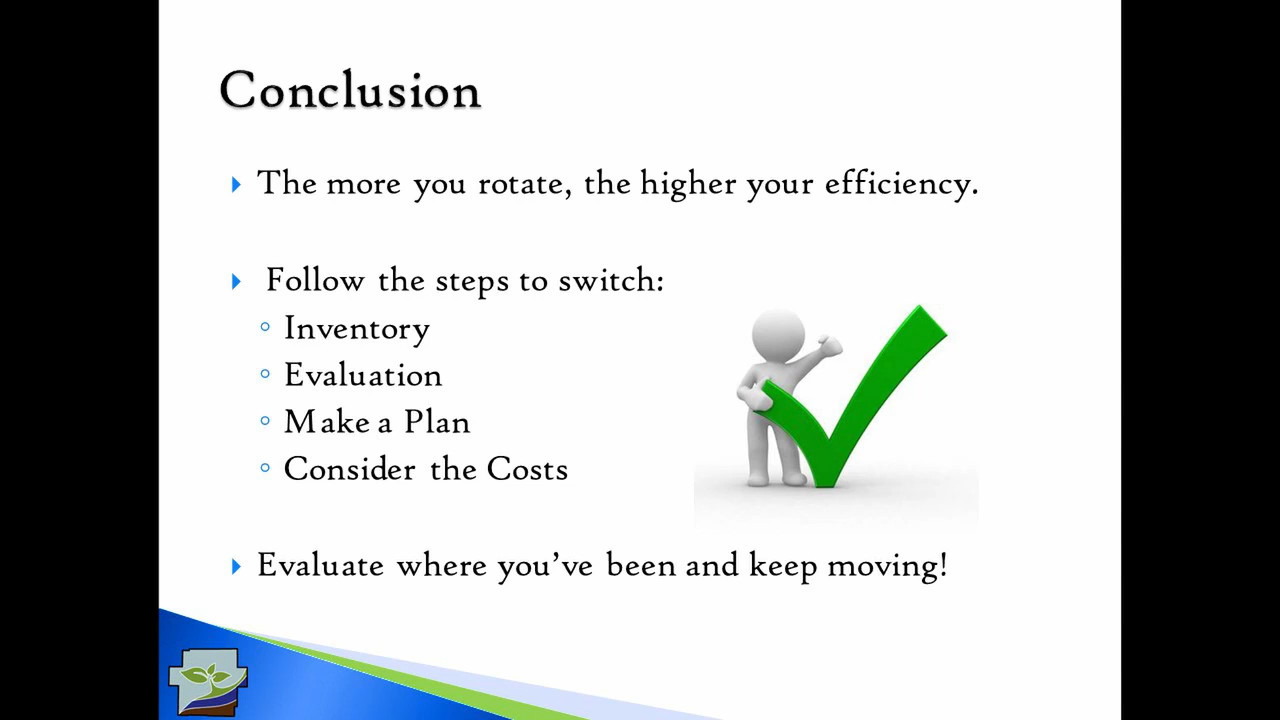 Conclusion
The more you rotate, the higher your efficiency.
Follow the steps to switch:
Inventory
Evaluation
Make a Plan
Consider the Costs
Evaluate where you’ve been and keep moving!